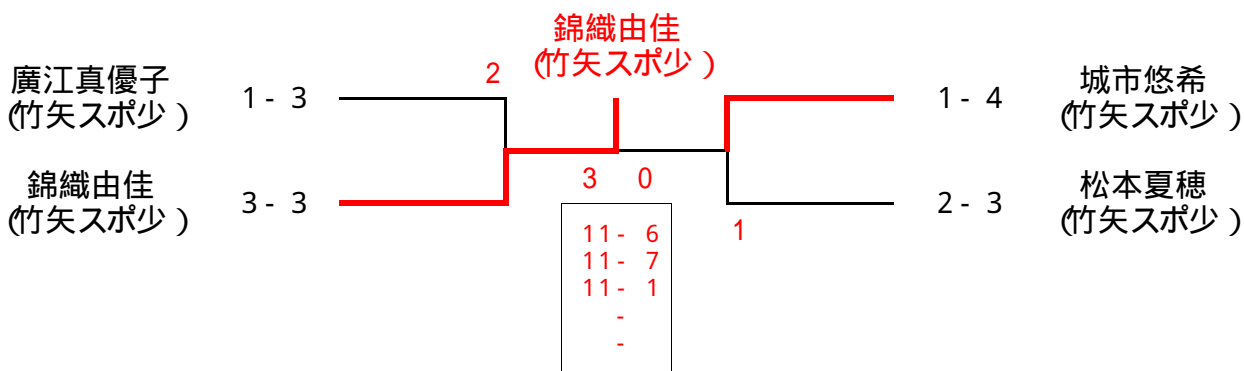 錦織由佳
(竹矢スポ少)
廣江真優子
(竹矢スポ少)
1- 3
2
城市悠希
(竹矢スポ少)
1- 4
錦織由佳
(竹矢スポ少)
3- 3
3 0
松本夏穂
(竹矢スポ少)
2- 3
1
11- 6
11- 7
11- 1
-
-